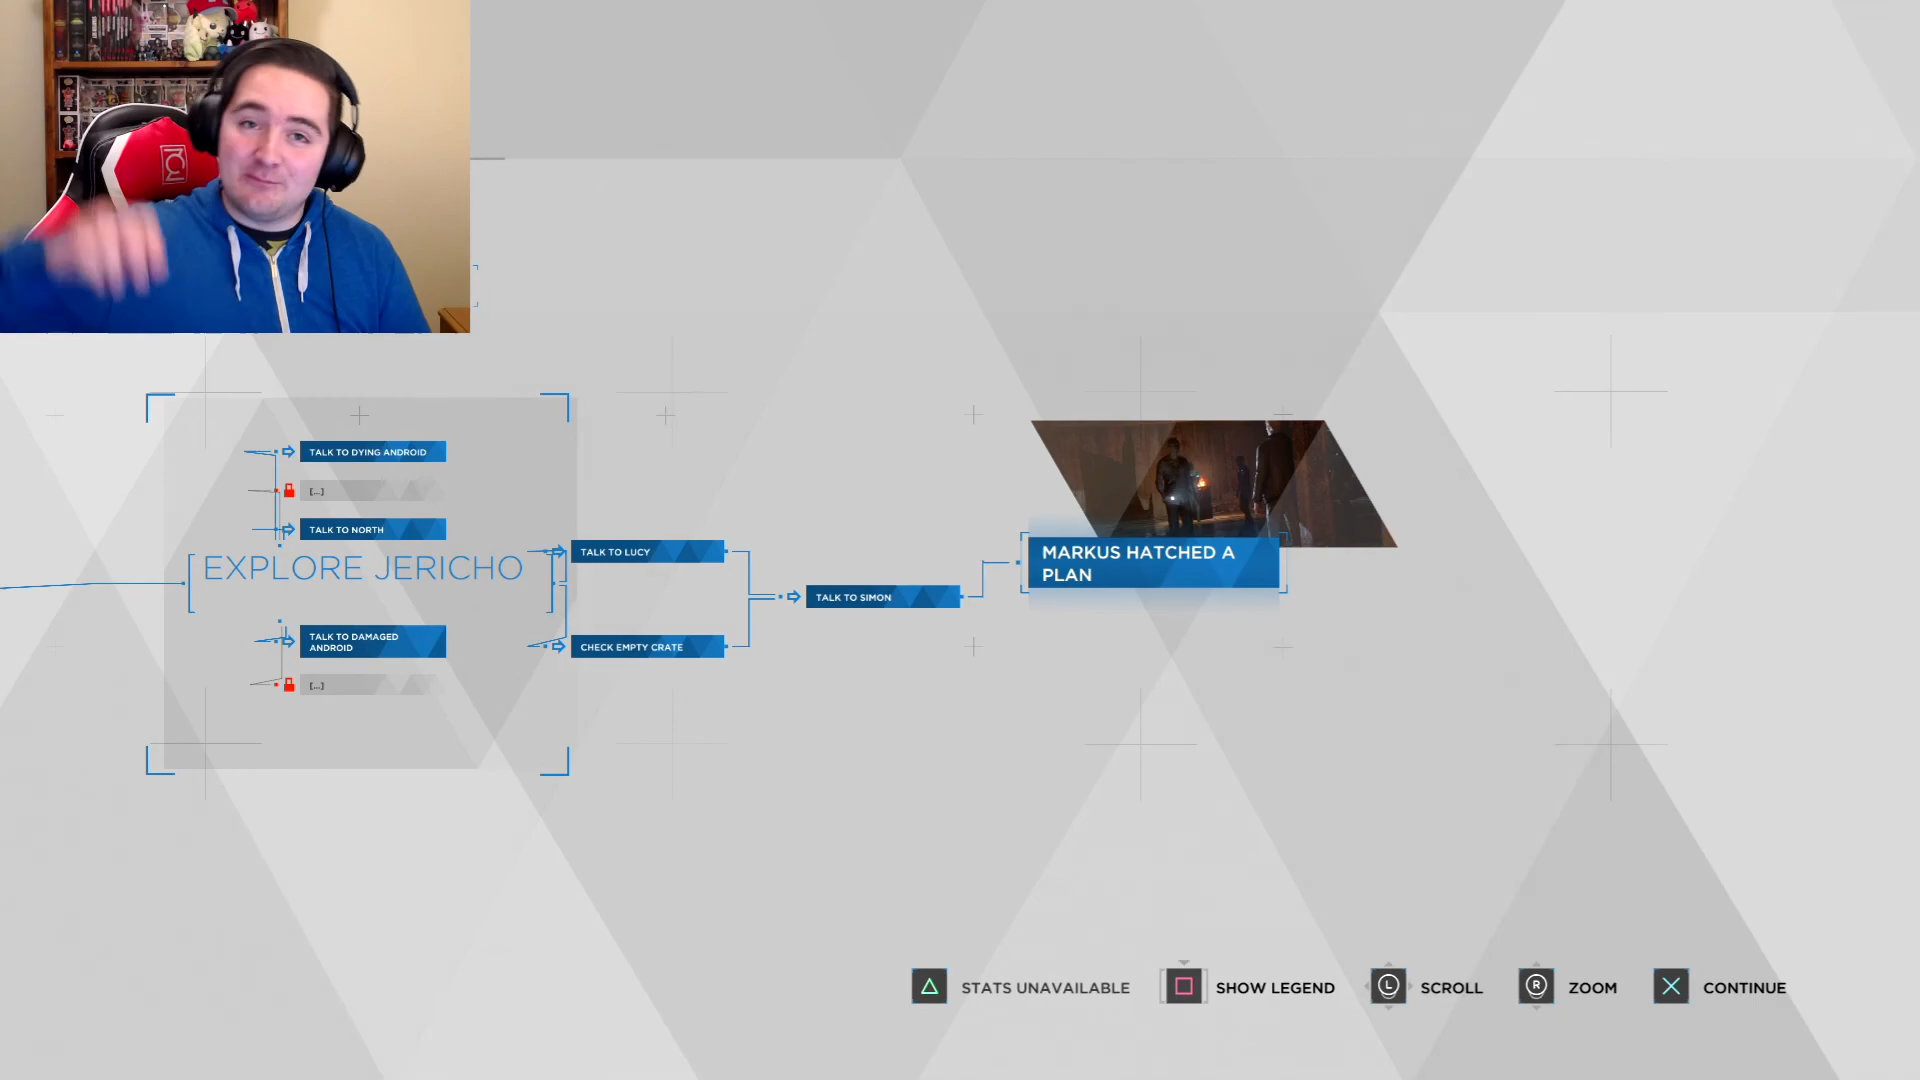 TALK TO DYING ANDROID
[...]
TALK TO NORTH
EXPLORE JERICHO
TALK TO DAMAGED
ANDROID
[...]
TALK TO LUCY
CHECK EMPTY CRATE
TALK TO SIMON
MARKUS HATCHED A
PLAN
STATS UNAVAILABLE
SHOW LEGEND
L
SCROLL
R
ZOOM
CONTINUE